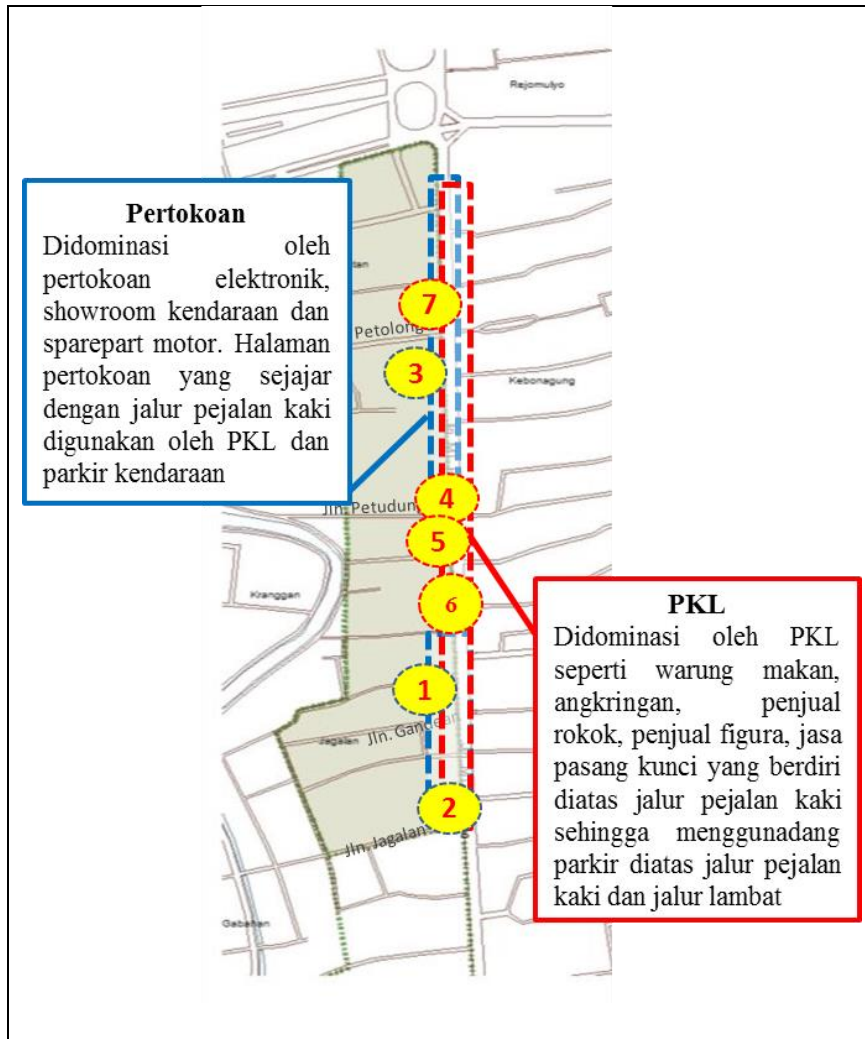 Rejomulyo
Pertokoan
Didominasi oleh
pertokoan elektronik,
showroom kendaraan dan
sparepart motor. Halaman
pertokoan yang sejajar
dengan jalur pejalan kaki
digunakan oleh PKL dan
parkir kendaraan
7
Petolong
3
Kebonagung
4
Jln. Petudung
5
Kranggan
6
PKL
Didominasi oleh PKL
seperti warung makan,
angkringan, penjual
rokok, penjual figura, jasa
pasang kunci yang berdiri
diatas jalur pejalan kaki
sehingga menggunadang
parkir diatas jalur pejalan
kaki dan jalur lambat
1
Jagalan
Jln. Gandean
2
Jln. Jagalan
Gabahan